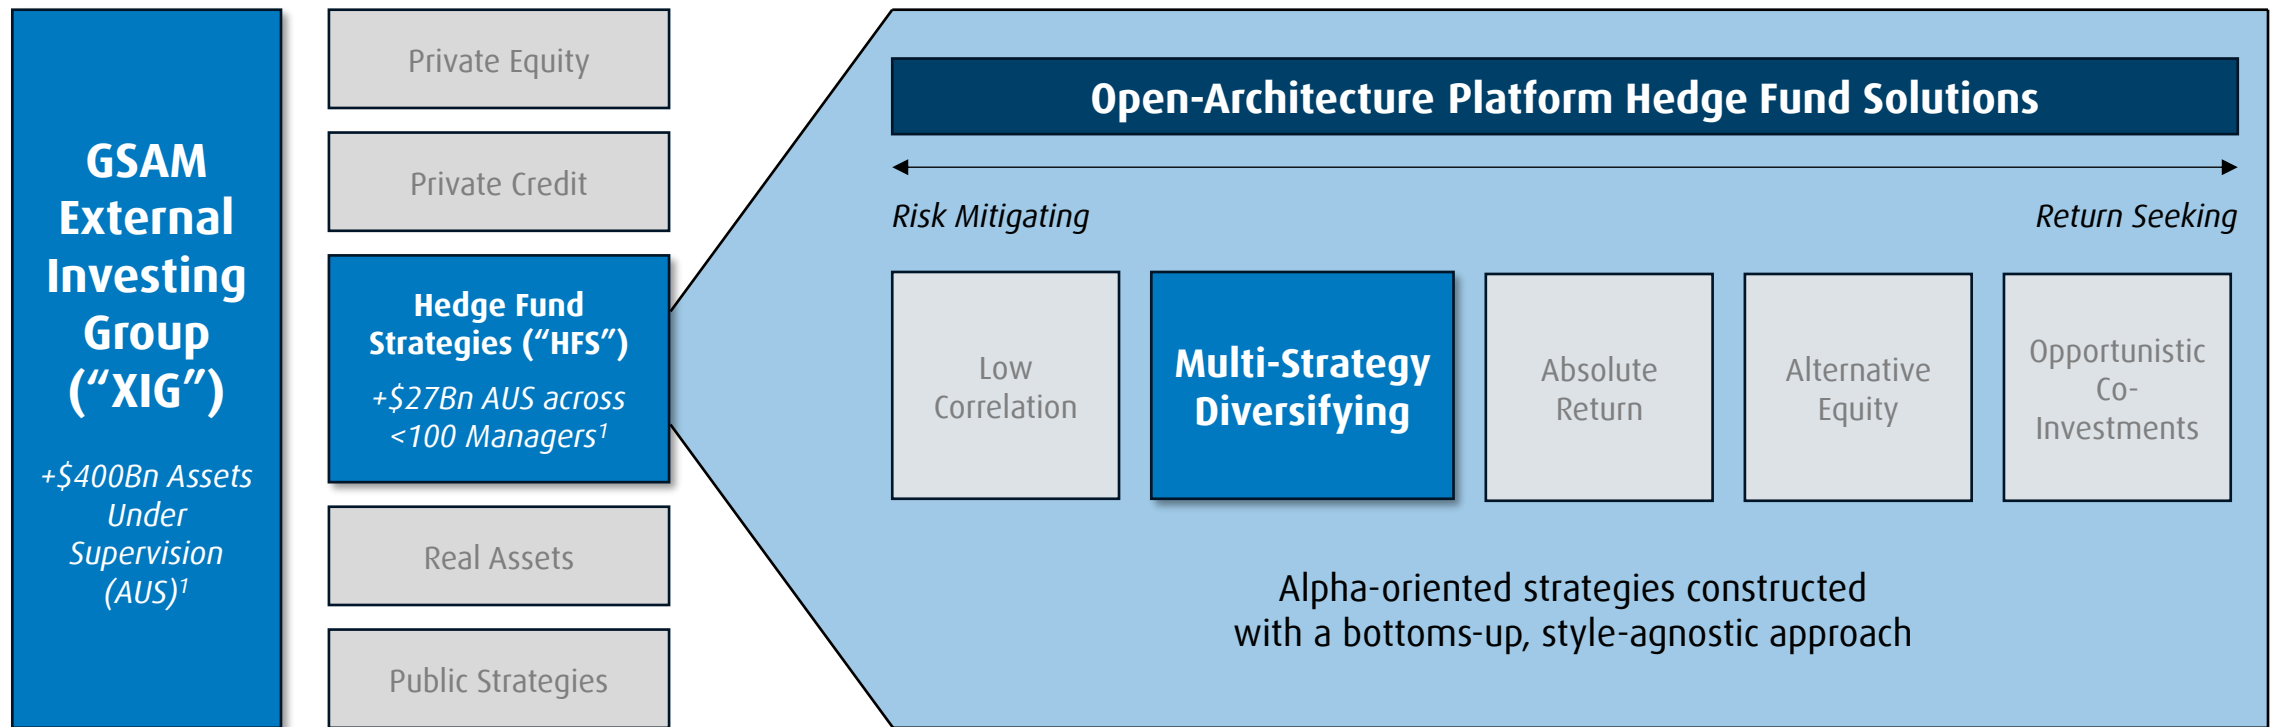 GSAM
External
Investing
Group
(“XIG”)
+$400Bn Assets
Under
Supervision
(AUS)1
Private Equity
Private Credit
Hedge Fund
Strategies (“HFS”)
+$27Bn AUS across
<100 Managers1
Real Assets
Public Strategies
Open-Architecture Platform Hedge Fund Solutions
Risk Mitigating
Return Seeking
Low
Correlation
Multi-Strategy
Diversifying
Absolute
Return
Alternative
Equity
Opportunistic
Co-
Investments
Alpha-oriented strategies constructed
with a bottoms-up, style-agnostic approach